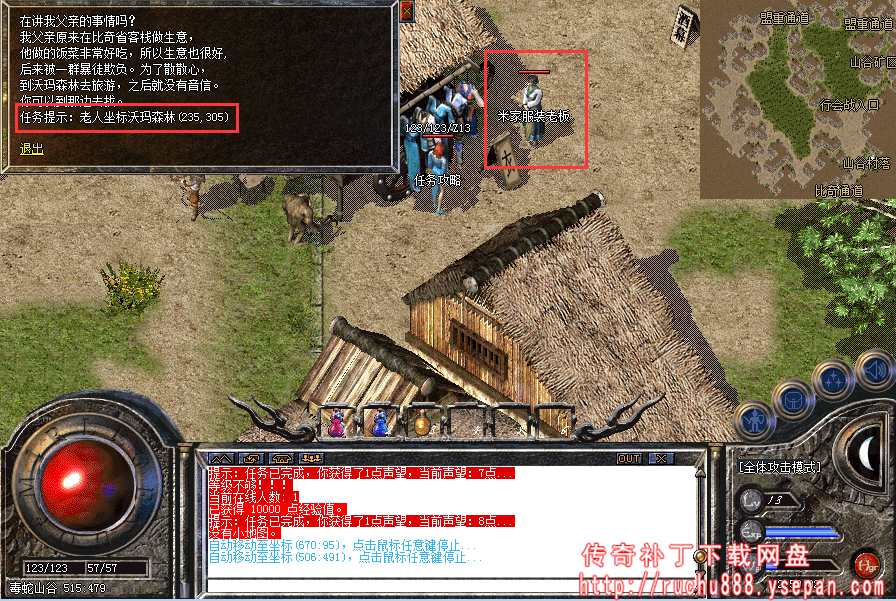 在讲我父亲的事情吗?
我父亲原来在比奇省客栈做生意,
他做的饭菜非常好吃, 所以生意也很好,
后来被一群暴徒欺负。为了散散心,
到沃玛森林去旅游, 之后就没有音信。
你可以到那边去找。
任务提示: 老人坐标沃玛森林(235,305)
退出
酒馆
盟重通道
盟重通道
山谷矿区
行会战入口
山谷村落
比奇通道
米家服装老板
128/123/Z13
任务攻略
OUT
提示: 任务已完成, 你获得了1点声望, 当前声望: 7点...
等级不够!!!
当前在线人数: 1
已获得 10000 点经验值。
提示: 任务已完成, 你获得了1点声望, 当前声望: 8点...
没有小地图。
自动移动至坐标(670:95), 点击鼠标任意键停止...
自动移动至坐标(506:491), 点击鼠标任意键停止...
[全体攻击模式]
Lv 13
Exp
123/123 57/57
毒蛇山谷 515:479
传奇补丁下载网盘
http://ruchu888.ysepan.com